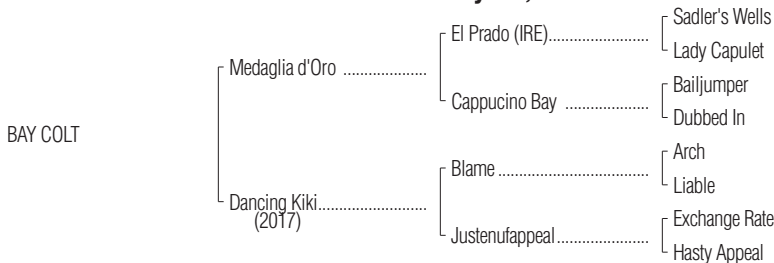 Sadler's Wells
El Prado (IRE)......................
Lady Capulet
Medaglia d'Oro .....................
Bailjumper
Cappucino Bay ..................
Dubbed In
BAY COLT
Arch
Blame .................................
Liable
Dancing Kiki...........................
(2017)
Exchange Rate
Justenufappeal....................
Hasty Appeal